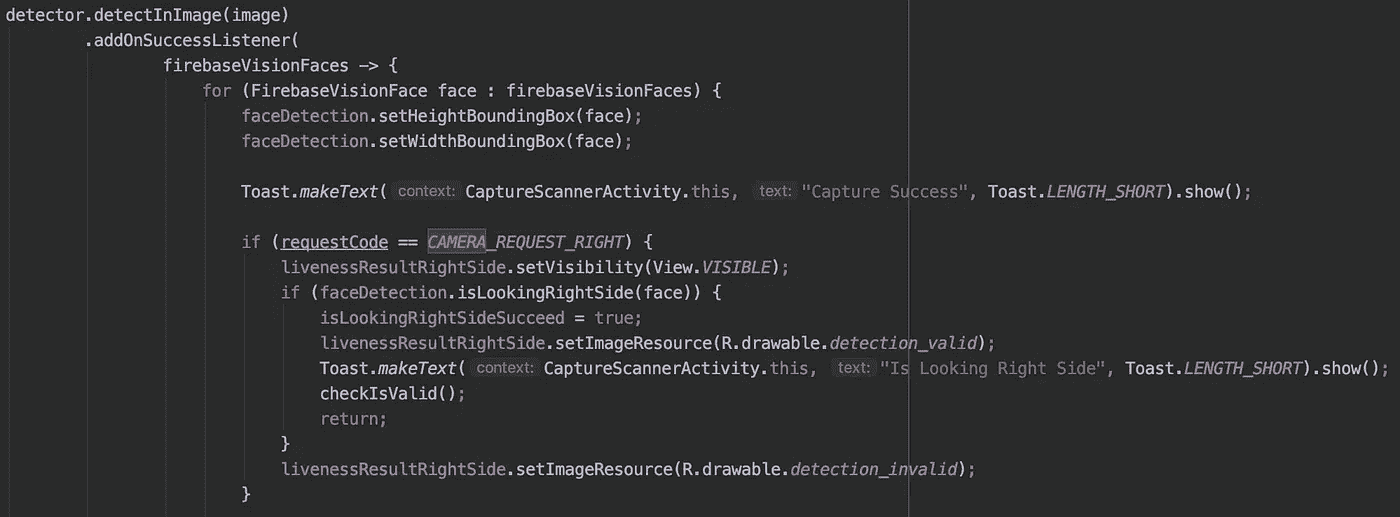 detector.detectInImage(image)
.addOnSuccessListener(
firebaseVisionFaces -> {
for (FirebaseVisionFace face : firebaseVisionFaces) {
faceDetection.setHeightBoundingBox(face);
faceDetection.setWidthBoundingBox(face);
Toast.makeText( context: CaptureScannerActivity.this, text: "Capture Success", Toast.LENGTH_SHORT).show();
if (requestCode == CAMERA_REQUEST_RIGHT) {
livenessResultRightSide.setVisibility(View.VISIBLE);
if (faceDetection.isLookingRightSide(face)) {
isLookingRightSideSucceed = true;
livenessResultRightSide.setImageResource(R.drawable.detection_valid);
Toast.makeText( context: CaptureScannerActivity.this, text: "Is Looking Right Side", Toast.LENGTH_SHORT).show();
checkIsValid();
return;
}
livenessResultRightSide.setImageResource(R.drawable.detection_invalid);
}